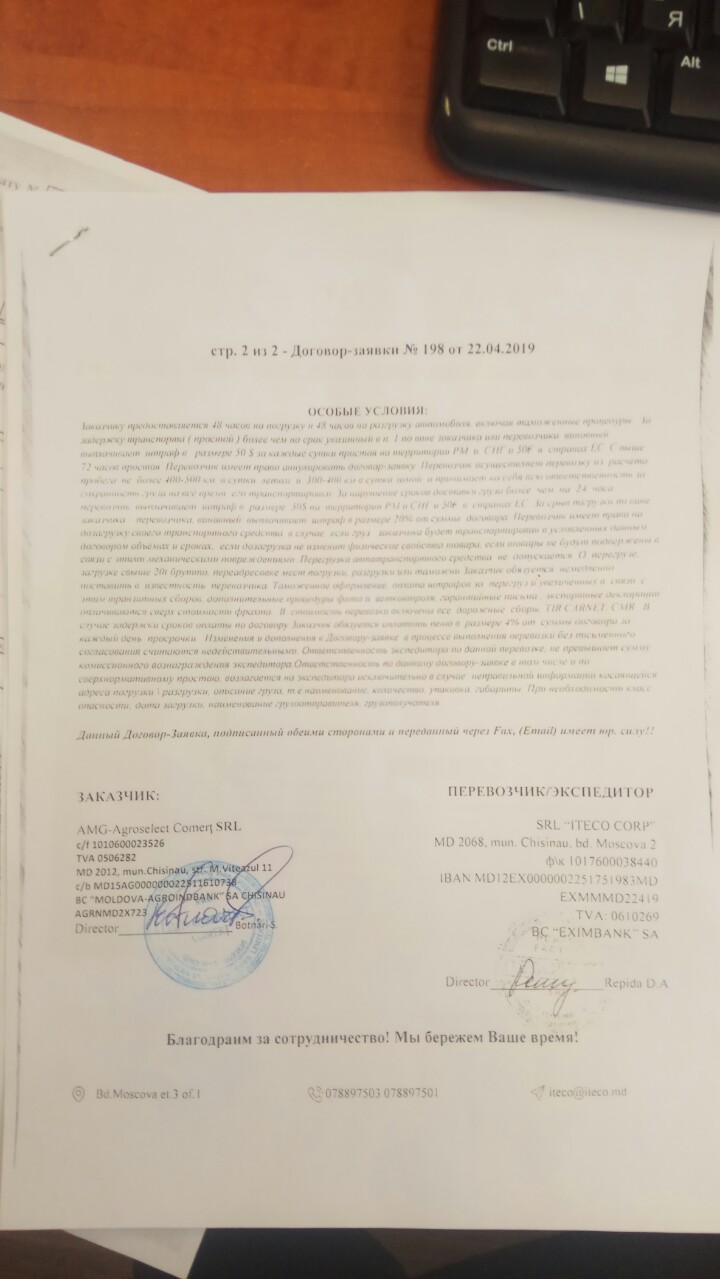 Ctrl
\
Я
Alt
стр. 2 из 2 - Договор-заявки № 198 от 22.04.2019
ОСОБЫЕ УСЛОВИЯ:
Заказчику предоставляется 48 часов на погрузку и 48 часов на разгрузку автомобиля, включая таможенные процедуры. За
задержку транспорта ( простой ) более чем на срок указанный в п. 1 по вине заказчика или перевозчика виновный
выплачивает штраф в размере 50 $ за каждые сутки простоя на территории РМ и СНГ и 50€ в странах ЕС. С выше
72 часов простоя Перевозчик имеет право аннулировать договор-заявку. Перевозчик осуществляет перевозку из расчета
пробега не более 400-500 км в сутки летом и 300-400 км в сутки зимой и принимает на себя всю ответственность за
сохранность груза на все время его транспортировки. За нарушение сроков доставки груза более чем на 24 часа
перевозчик выплачивает штраф в размере 50$ на территории РМ и СНГ и 50€ в странах ЕС. За срыв погрузки по вине
заказчика перевозчика, виновный выплачивает штраф в размере 20% от суммы договора. Перевозчик имеет право на
дозагрузку своего транспортного средства в случае если груз заказчика будет транспортирован в условленных данным
договором объемах и сроках, если дозагрузка не изменит физические свойства товара, если товары не будут подвержены в
связи с этим механическими повреждениями. Перегрузка автотранспортного средства не допускается. О перегрузе,
загрузке свыше 20т брутто, переадресовке мест погрузки, разгрузки или таможни Заказчик обязуется немедленно
поставить в известность перевозчика. Таможенное оформление, оплата штрафов за перегруз и увеличенных в связи с
этим транзитных сборов, дополнительные процедуры фито и ветконтроля, гарантийные письма, экспортные декларации
оплачиваются сверх стоимости фрахта. В стоимость перевозки включены все дорожные сборы, TIR CARNET, CMR. В
случае задержки сроков оплаты по договору Заказчик обязуется оплатить пеню в размере 4% от суммы договора за
каждый день просрочки. Изменения и дополнения к Договору-заявке в процессе выполнения перевозки без письменного
согласования считаются недействительными. Ответственность экспедитора по данной перевозке, не превышает сумму
комиссионного вознаграждения экспедитора.Ответственность по данному договору-заявке в том числе и по
сверхнормативному простою, возлагается на экспедитора исключительно в случае неправильной информации касающейся
адреса погрузки \ разгрузки, описание груза, т.е наименование, количество, упаковка, габариты. При необходимость класс
опасности, дата загрузки, наименование грузоотправителя, грузополучателя.
Данный Договор-Заявка, подписанный обеими сторонами и переданный через Fax, (Email) имеет юр. силу!!
ЗАКАЗЧИК:
AMG-Agroselect Comerț SRL
c/f 1010600023526
TVA 0506282
MD 2012, mun.Chisinau, str. M.Viteazul 11
c/b MD15AG000000022511610738
BC "MOLDOVA-AGROINDBANK" SA CHISINAU
AGRNMD2X723
Director Botnari S.
ПЕРЕВОЗЧИК/ЭКСПЕДИТОР
SRL "ITECO CORP"
MD 2068, mun. Chisinau, bd. Moscova 2
ф\к 1017600038440
IBAN MD12EX0000002251751983MD
EXMMMD22419
TVA: 0610269
BC "EXIMBANK" SA
Director Repida D.A
Благодраим за сотрудничество! Мы бережем Ваше время!
Bd.Moscova et.3 of.1 078897503 078897501 iteco@iteco.md